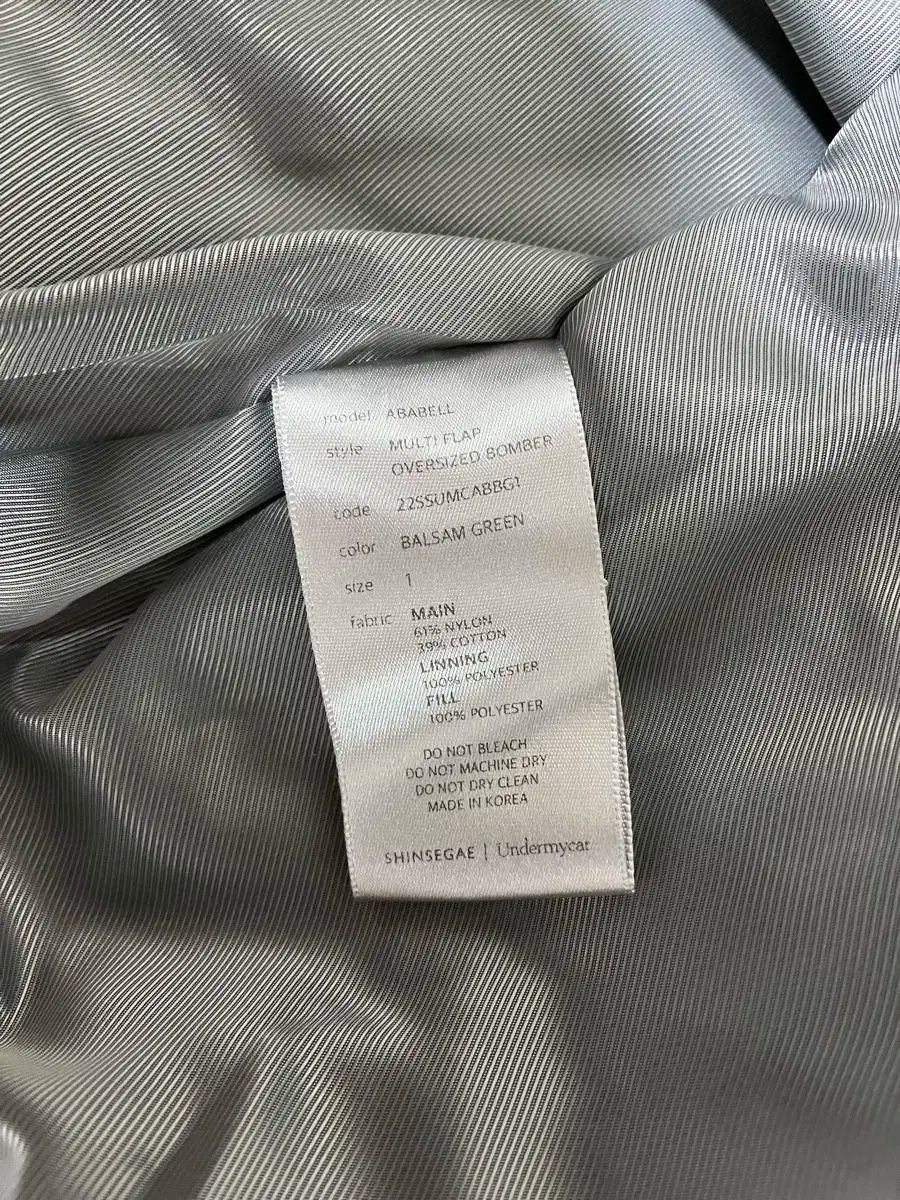 model ABABELL
style MULTI FLAP
OVERSIZED BOMBER
code 22SSUMCABBG1
color BALSAM GREEN
size 1
fabric MAIN
61% NYLON
39% COTTON
LINNING
100% POLYESTER
FILL
100% POLYESTER
DO NOT BLEACH
DO NOT MACHINE DRY
DO NOT DRY CLEAN
MADE IN KOREA
SHINSEGAE | Undermycar